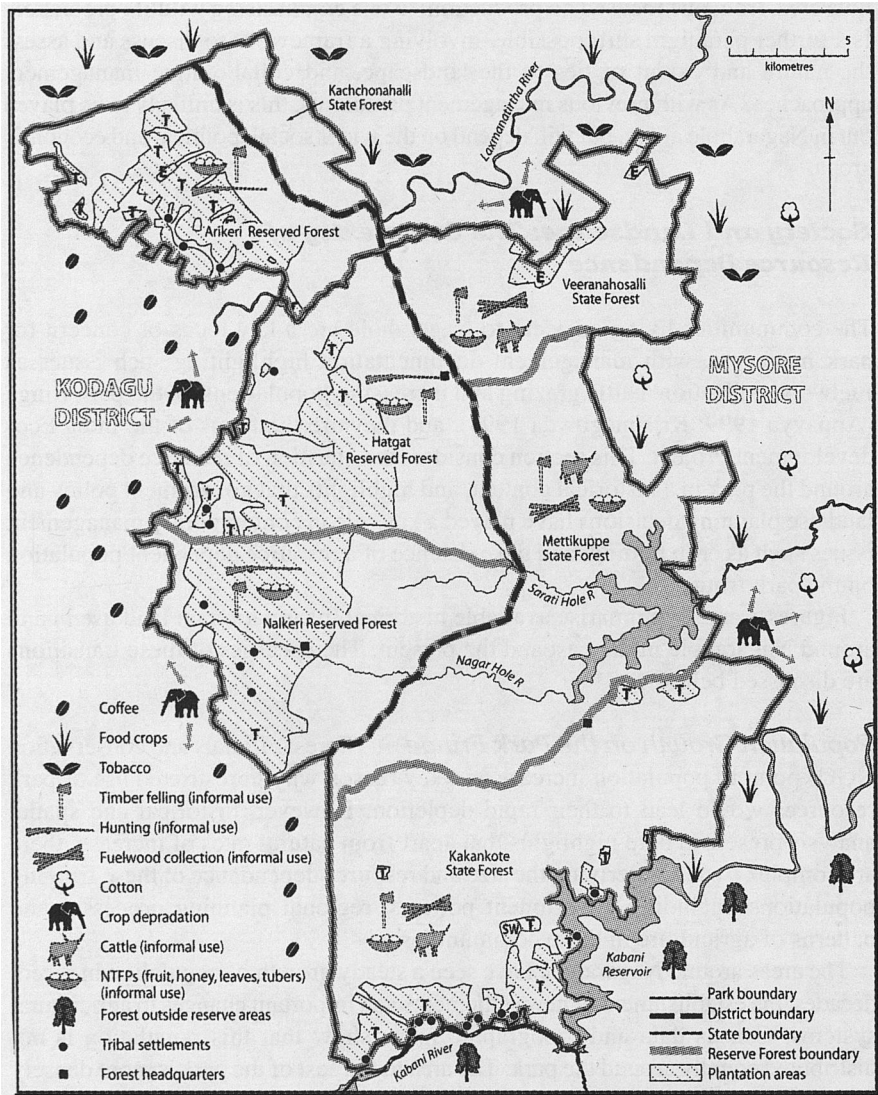 0 5
kilometres
N
Kachchonahalli
State Forest
Laxmanatirtha River
T
T
E
T
T
T
T
Arikeri Reserved Forest
E
T
E
Veeranahosalli
State Forest
MYSORE
DISTRICT
KODAGU
DISTRICT
T
T
T
Hatgat
Reserved Forest
T
T
T
T
T
T
Mettikuppe
State Forest
Sarati Hole R
T
Nalkeri Reserved Forest
Nagar Hole R
T
T
T
T
Coffee
Food crops
Tobacco
Timber felling (informal use)
Hunting (informal use)
Fuelwood collection (informal use)
Cotton
Crop depradation
Cattle (informal use)
NTFPs (fruit, honey, leaves, tubers)
(informal use)
Forest outside reserve areas
Tribal settlements
Forest headquarters
Kakankote
State Forest
T
T
T
SW T
T
T
T
T
T
T
T
Kabani
Reservoir
Kabani River
Park boundary
District boundary
State boundary
Reserve Forest boundary
Plantation areas